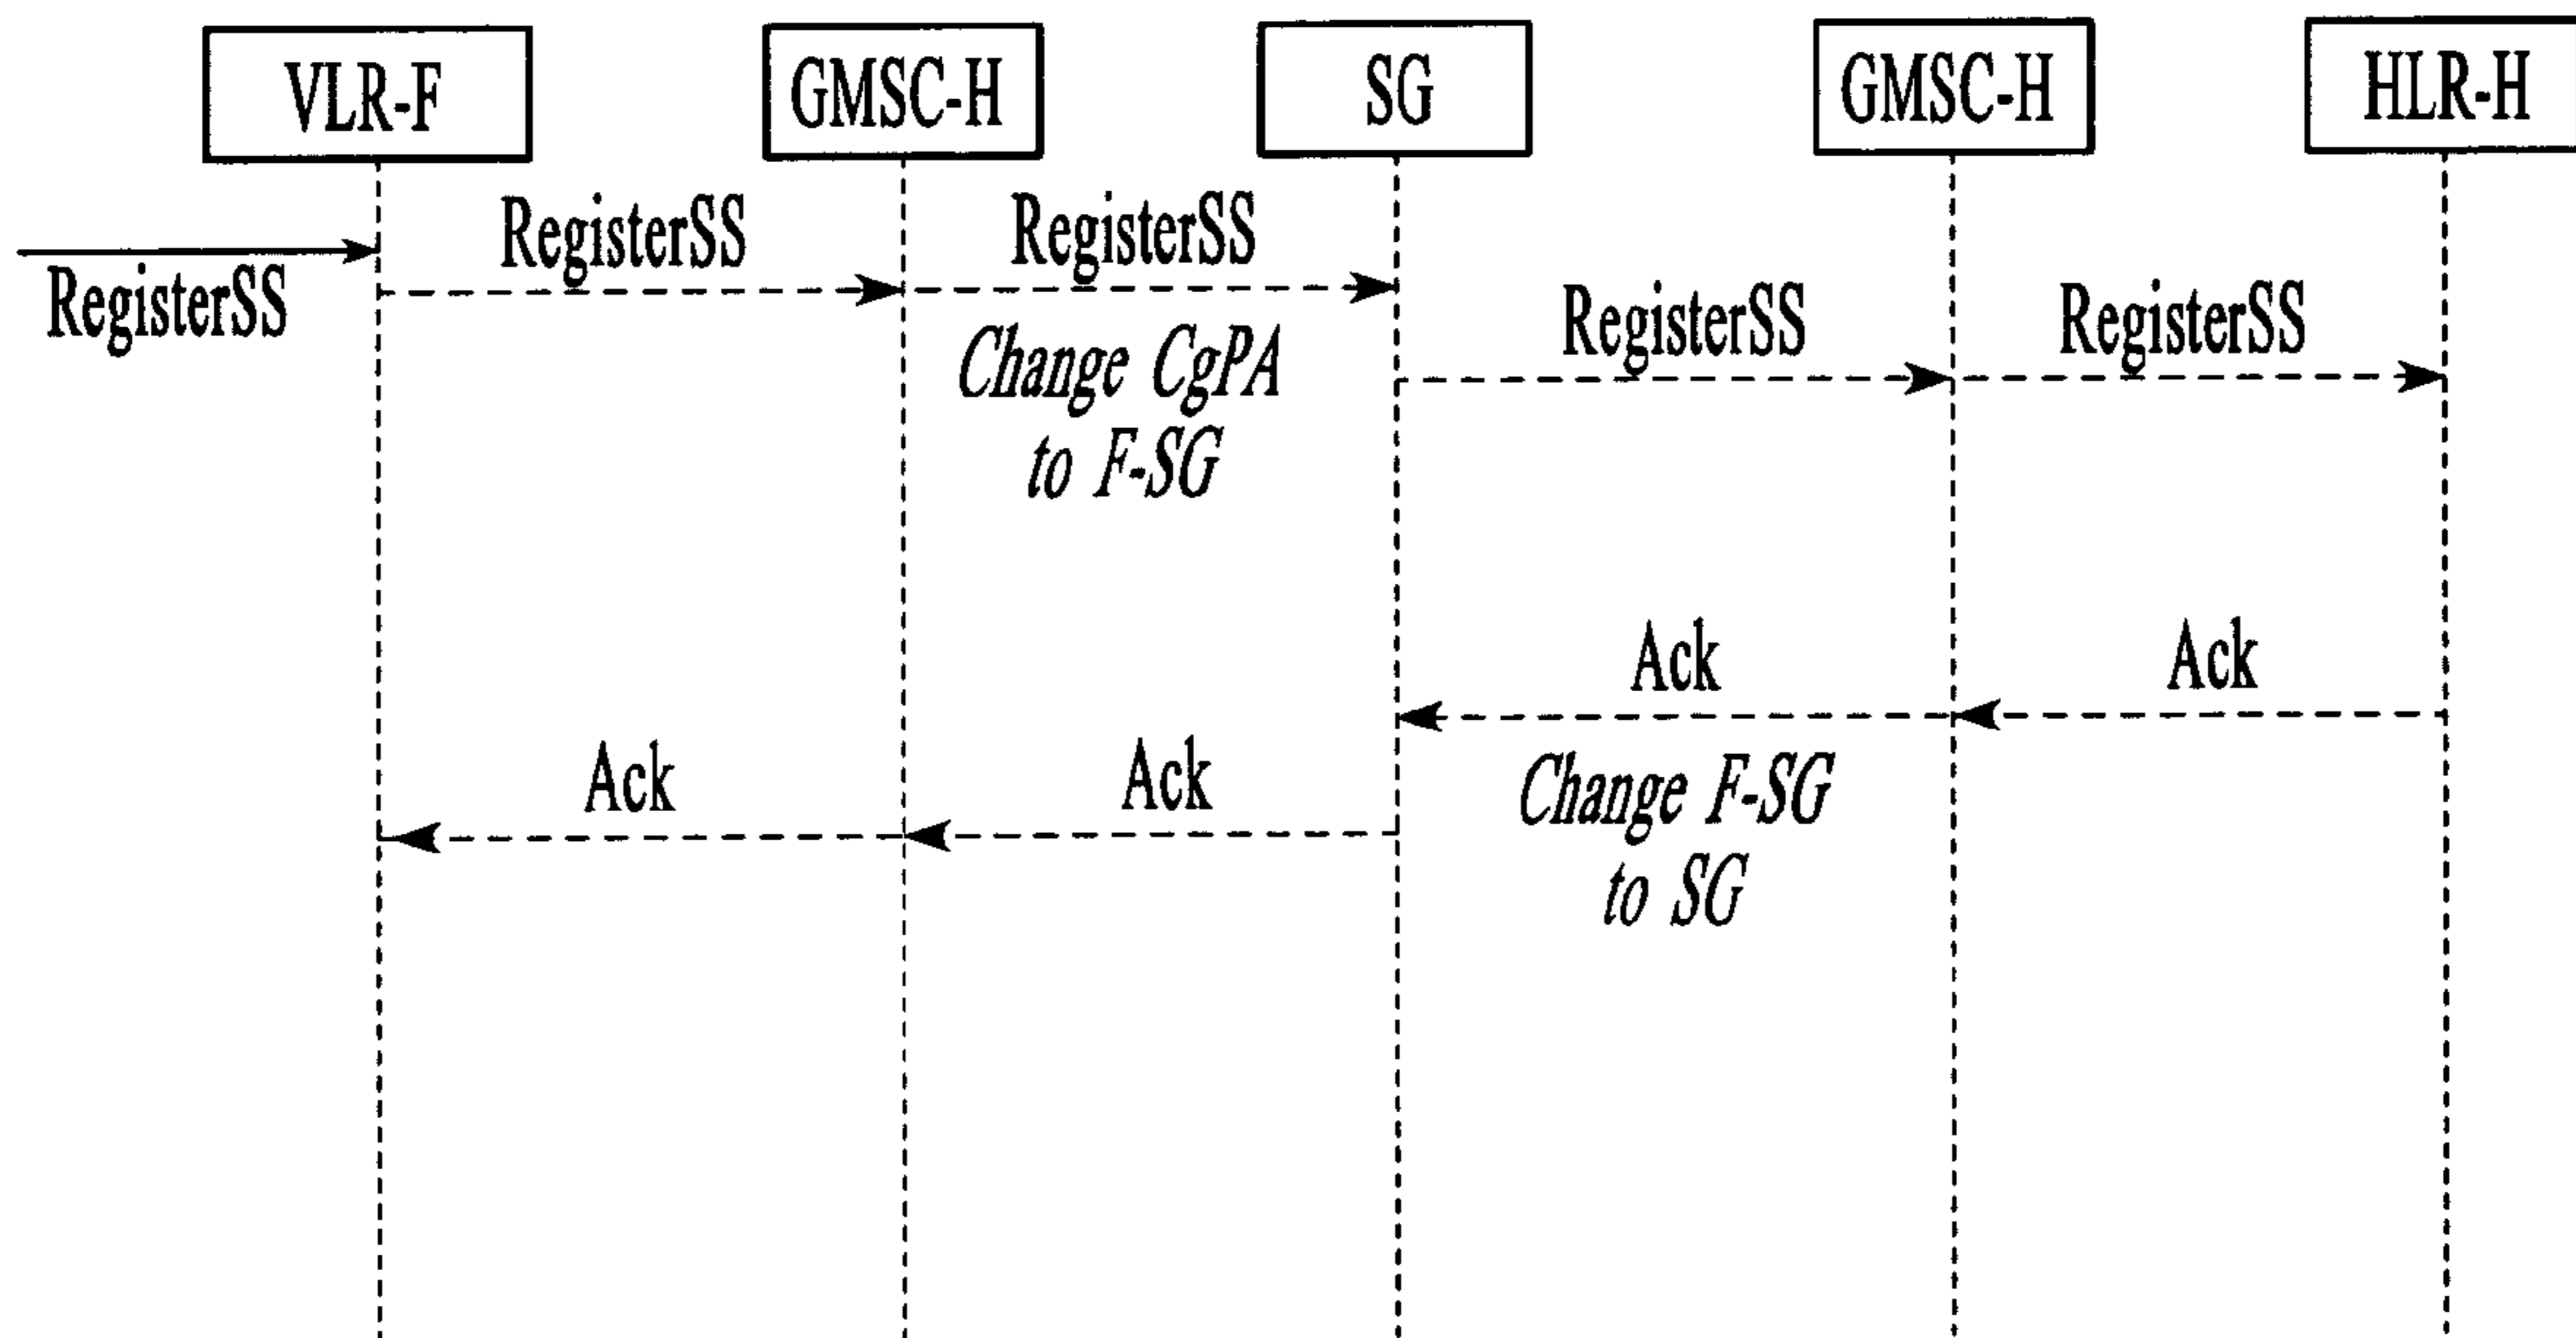 VLR-F
GMSC-H
SG
GMSC-H
HLR-H
RegisterSS
RegisterSS
RegisterSS
Change CgPA
to F-SG
RegisterSS
RegisterSS
Ack
Ack
Change F-SG
to SG
Ack
Ack